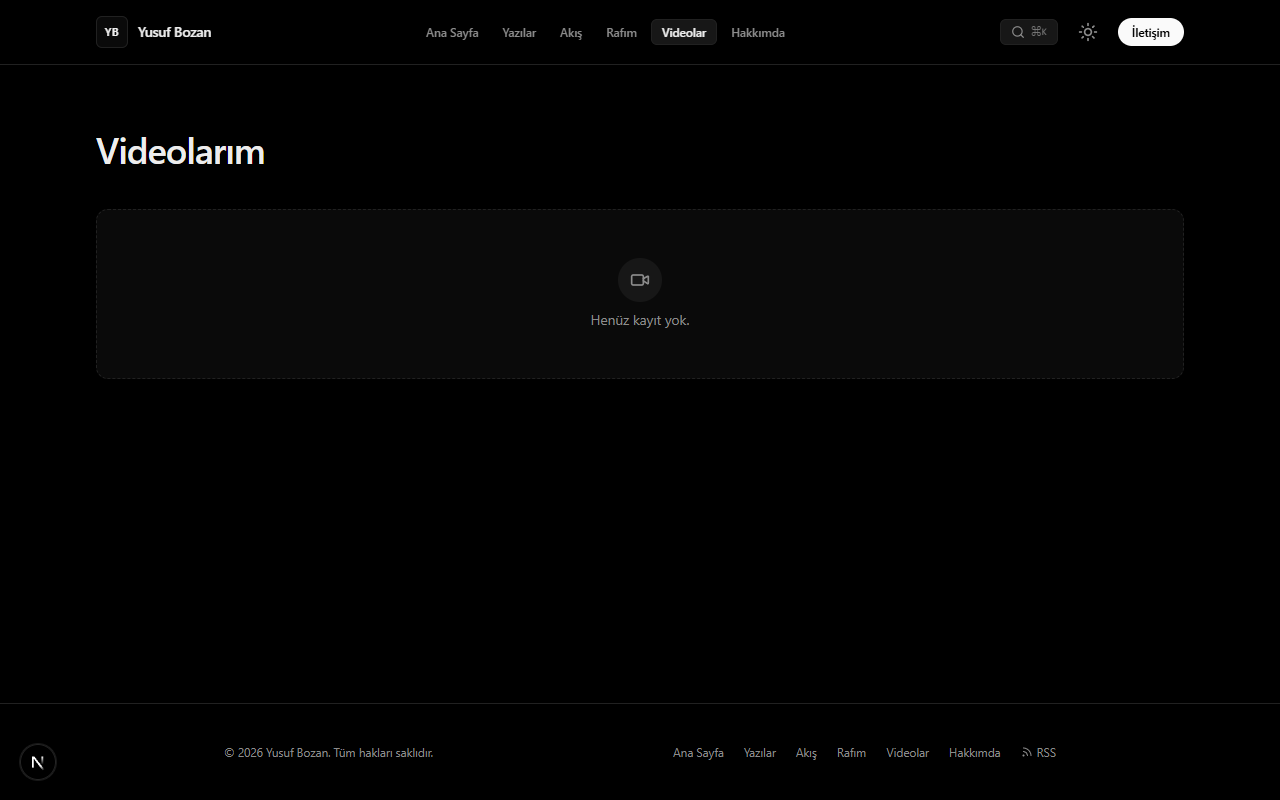 YB Yusuf Bozan Ana Sayfa Yazılar Akış Rafım Videolar Hakkımda ⌘K İletişim
Videolarım
Henüz kayıt yok.
© 2026 Yusuf Bozan. Tüm hakları saklıdır. Ana Sayfa Yazılar Akış Rafım Videolar Hakkımda RSS
N